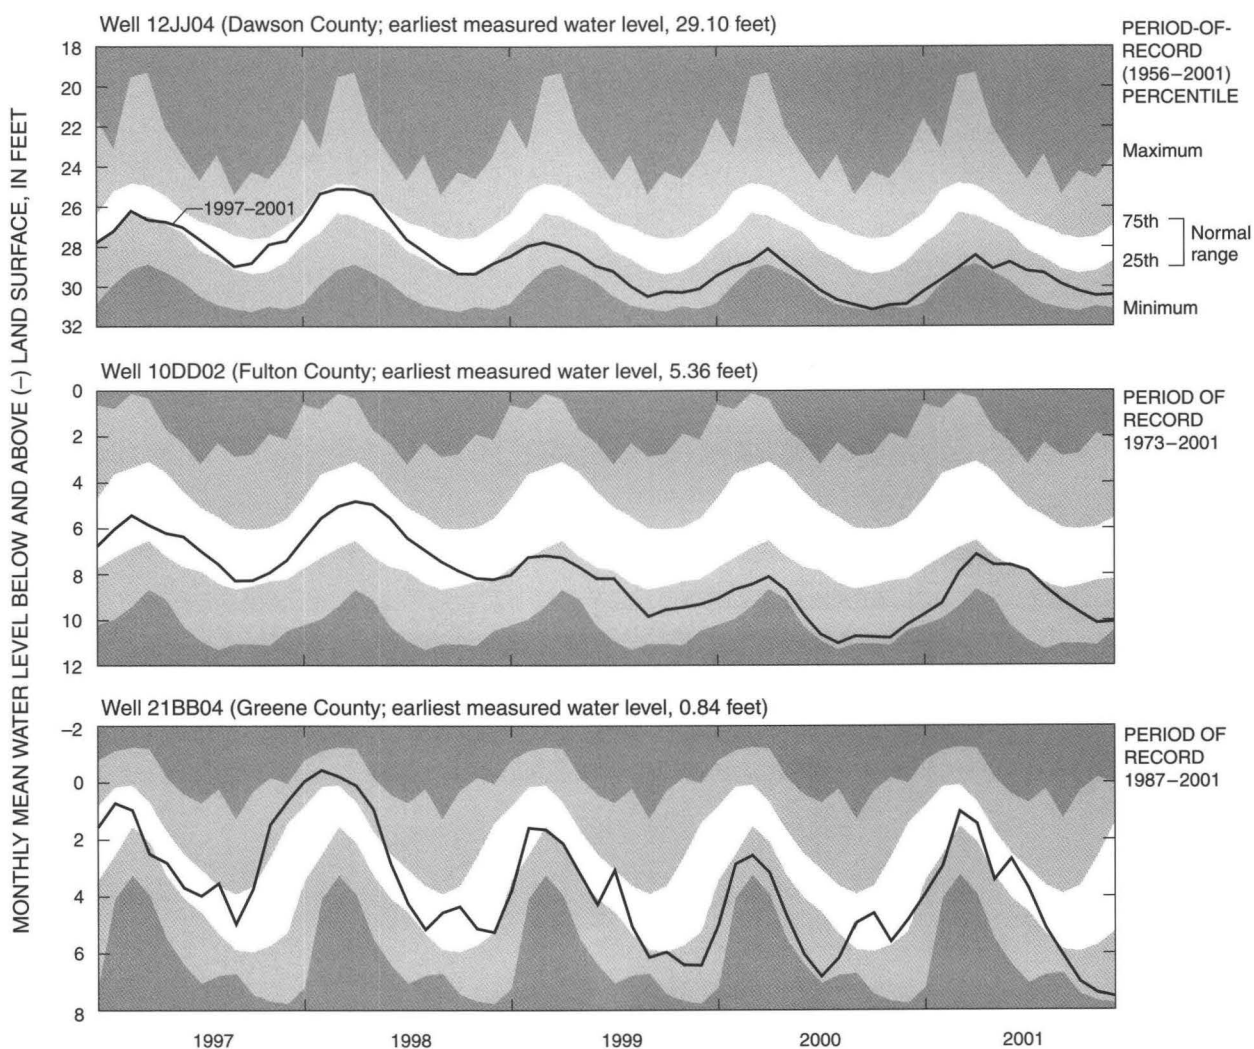 Well 12JJ04 (Dawson County; earliest measured water level, 29.10 feet)
18
20
22
24
26
28
30
32
1997–2001
PERIOD-OF-
RECORD
(1956–2001)
PERCENTILE
Maximum
75th
25th
Normal
range
Minimum
MONTHLY MEAN WATER LEVEL BELOW AND ABOVE (–) LAND SURFACE, IN FEET
Well 10DD02 (Fulton County; earliest measured water level, 5.36 feet)
0
2
4
6
8
10
12
PERIOD OF
RECORD
1973–2001
Well 21BB04 (Greene County; earliest measured water level, 0.84 feet)
–2
0
2
4
6
8
PERIOD OF
RECORD
1987–2001
1997
1998
1999
2000
2001